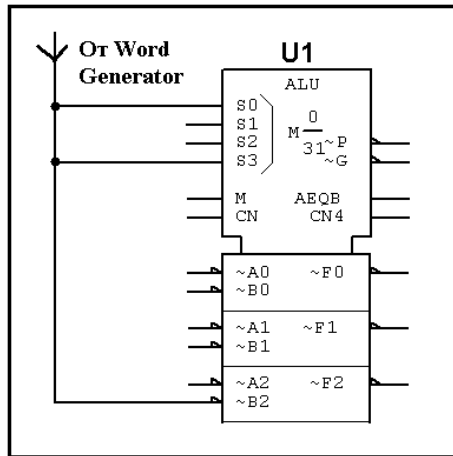 От Word
Generator
U1
ALU
S0
S1
S2
S3
M 0
31
~P
~G
M
CN
AEQB
CN4
~A0
~B0
~F0
~A1
~B1
~F1
~A2
~B2
~F2